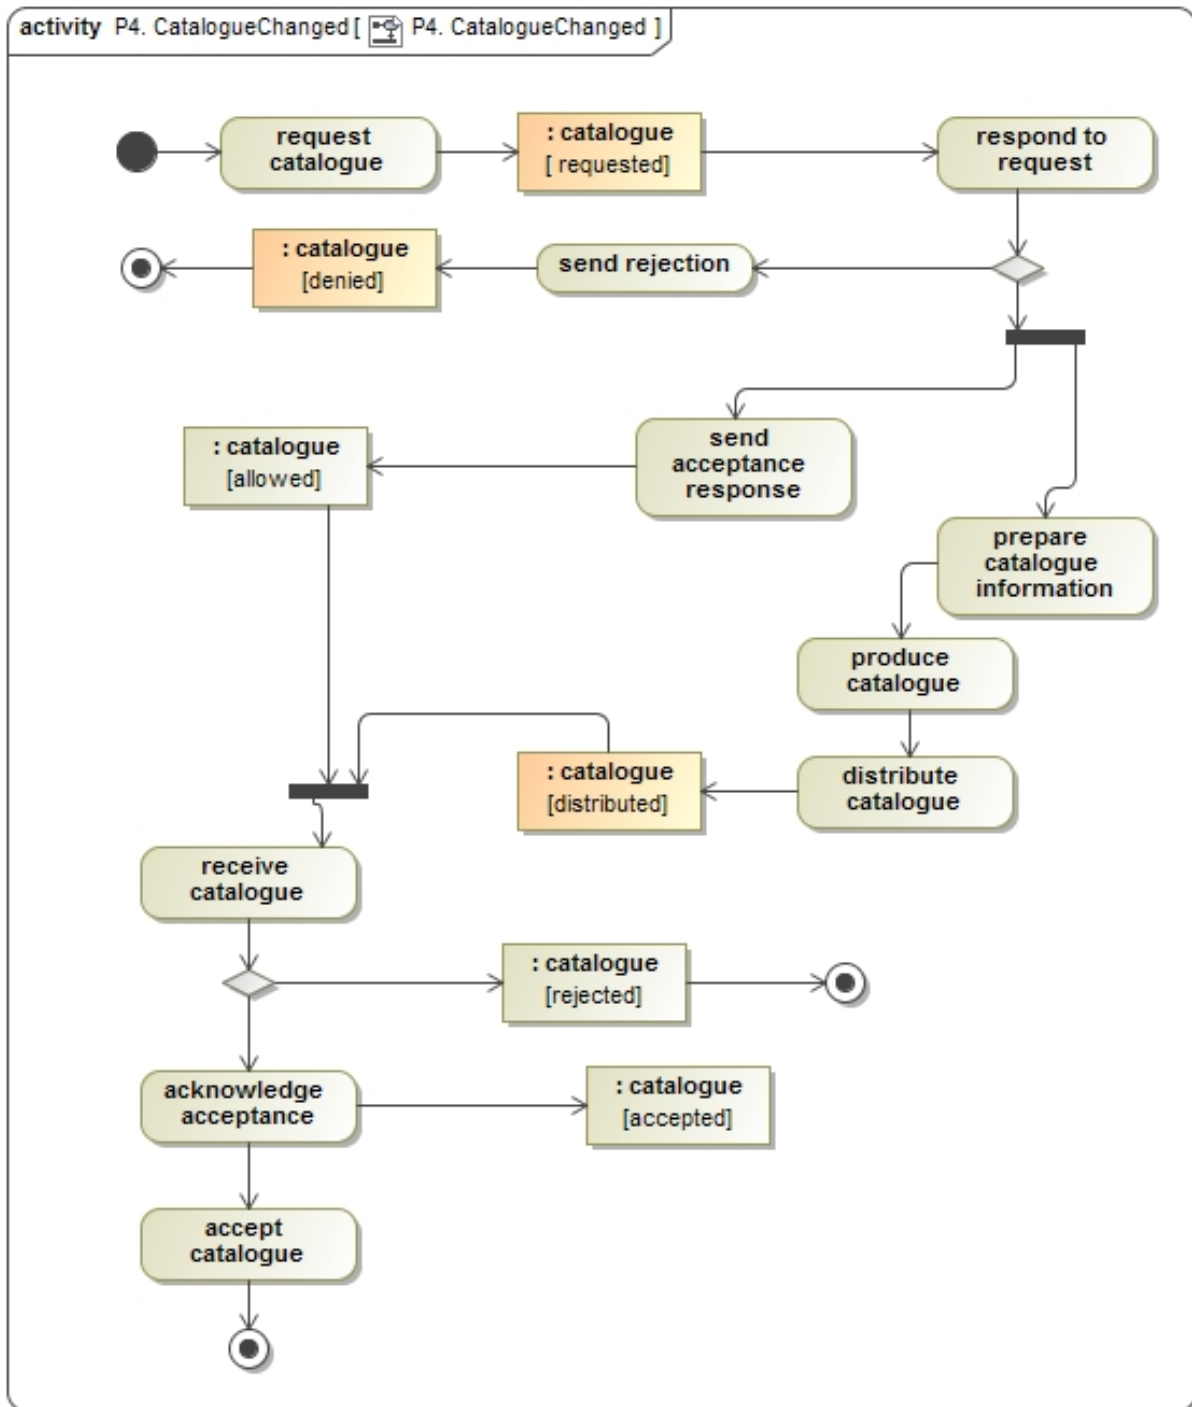 activity P4. CatalogueChanged [ P4. CatalogueChanged ]
request
catalogue
: catalogue
[ requested]
respond to
request
: catalogue
[denied]
send rejection
: catalogue
[allowed]
send
acceptance
response
prepare
catalogue
information
produce
catalogue
: catalogue
[distributed]
distribute
catalogue
receive
catalogue
: catalogue
[rejected]
acknowledge
acceptance
: catalogue
[accepted]
accept
catalogue